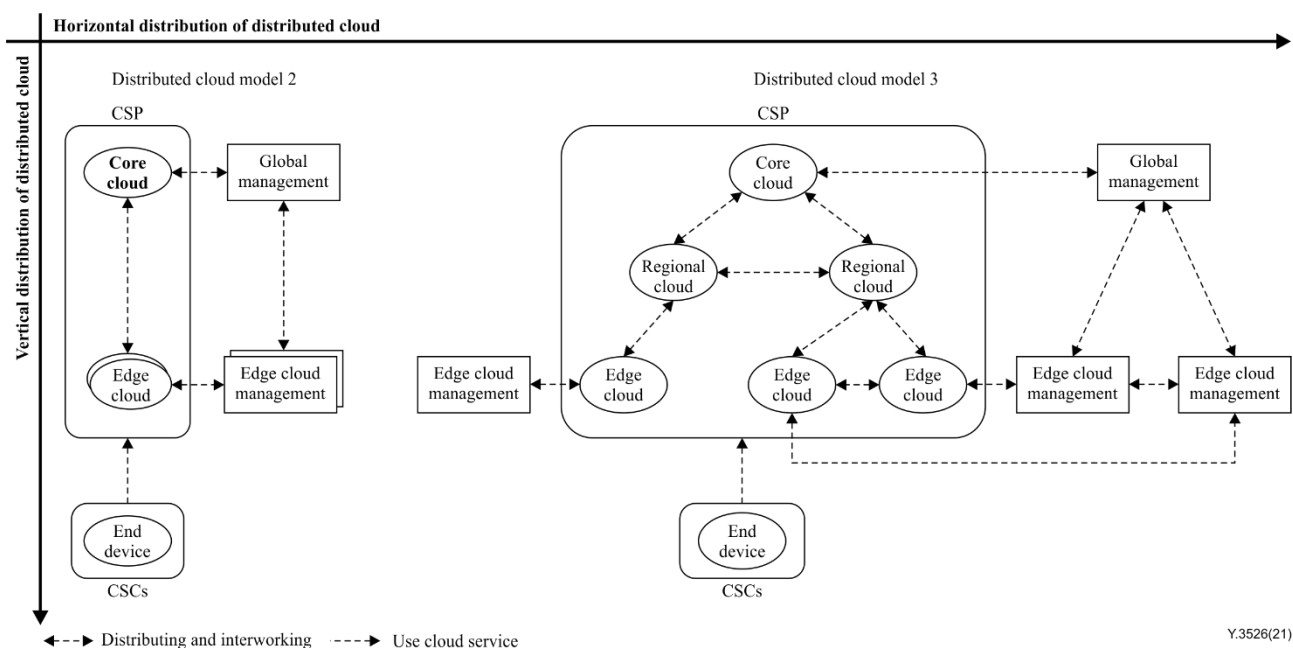 Horizontal distribution of distributed cloud
Vertical distribution of distributed cloud
Distributed cloud model 2
CSP
Core
cloud
Global
management
Edge
cloud
Edge cloud
management
End
device
CSCs
Distributed cloud model 3
CSP
Core
cloud
Global
management
Regional
cloud
Regional
cloud
Edge cloud
management
Edge
cloud
Edge
cloud
Edge
cloud
Edge cloud
management
Edge cloud
management
End
device
CSCs
Distributing and interworking
Use cloud service
Y.3526(21)